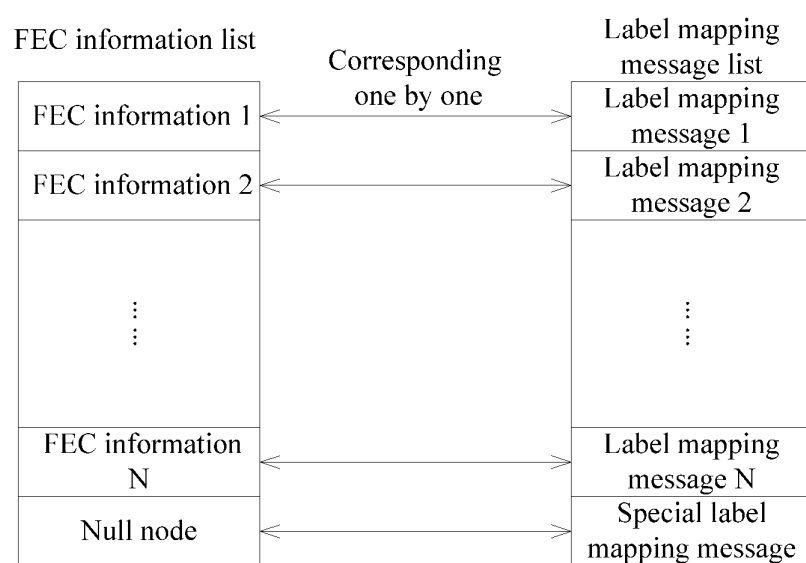 FEC information list
Corresponding
one by one
Label mapping
message list
FEC information 1
Label mapping
message 1
FEC information 2
Label mapping
message 2
⋮
⋮
FEC information
N
Label mapping
message N
Null node
Special label
mapping message